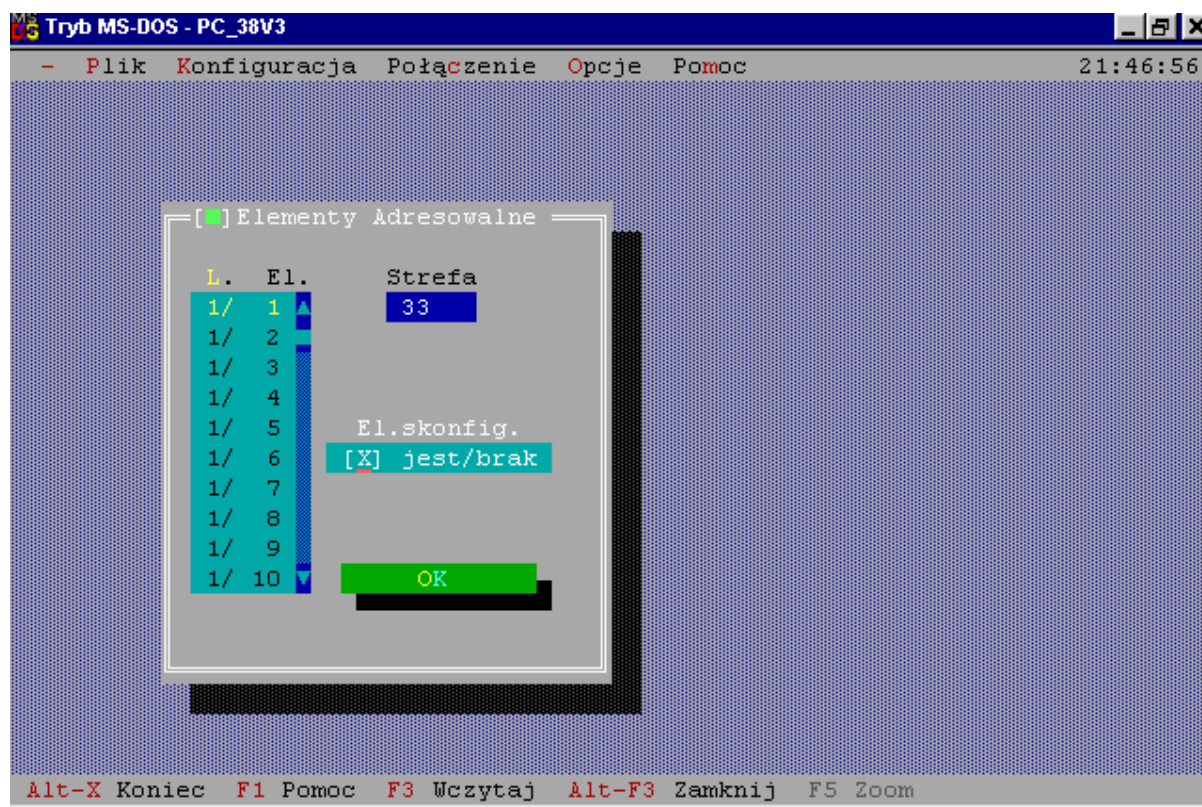 Tryb MS-DOS - PC_38V3
- Plik Konfiguracja Połączenie Opcje Pomoc 21:46:56
[■]Elementy Adresowalne
L. El. Strefa
1/ 1 33
1/ 2
1/ 3
1/ 4
1/ 5 El.skonfig.
1/ 6 [X] jest/brak
1/ 7
1/ 8
1/ 9
1/ 10 OK
Alt-X Koniec F1 Pomoc F3 Wczytaj Alt-F3 Zamknij F5 Zoom